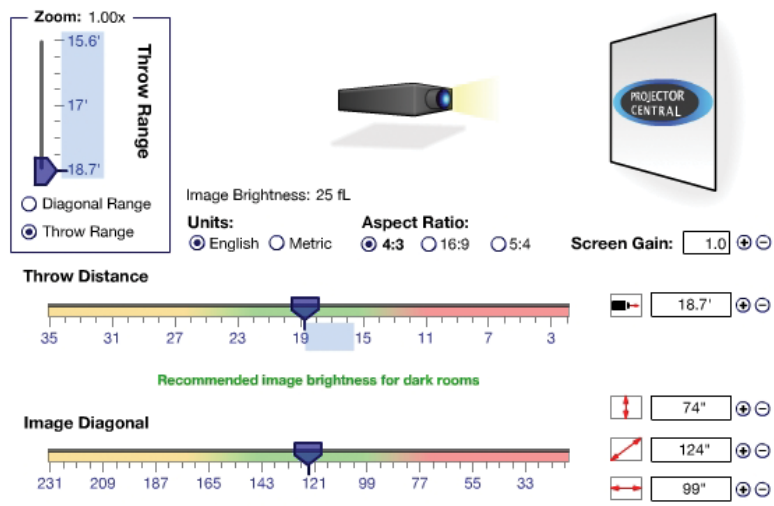 Zoom: 1.00x
15.6'
17'
18.7'
Throw Range
Diagonal Range
Throw Range
PROJECTOR
CENTRAL
Image Brightness: 25 fL
Units:
English Metric
Aspect Ratio:
4:3 16:9 5:4
Screen Gain: 1.0
Throw Distance
35 31 27 23 19 15 11 7 3
18.7'
Recommended image brightness for dark rooms
74"
Image Diagonal
231 209 187 165 143 121 99 77 55 33
124"
99"